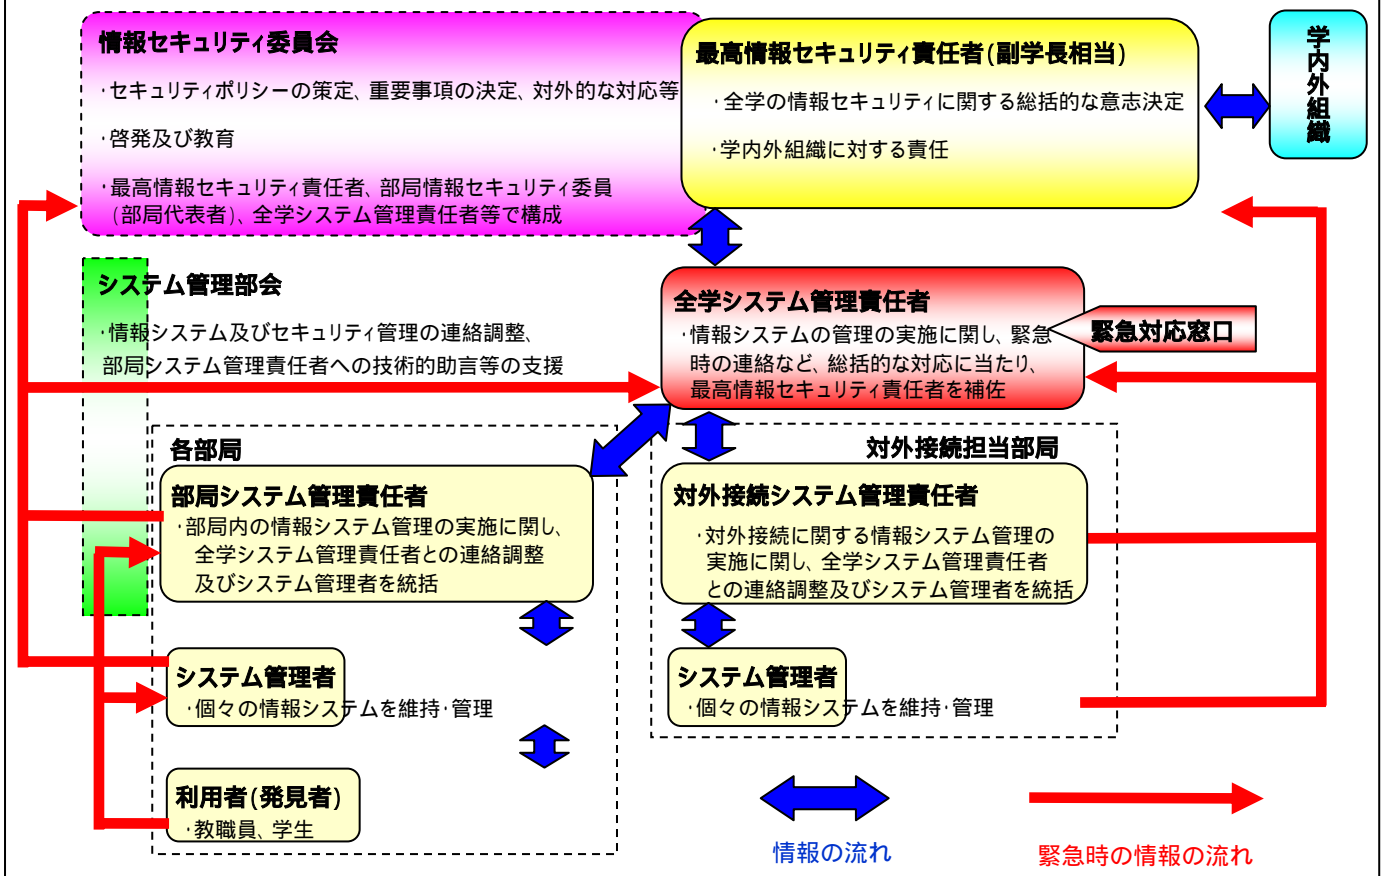 情報セキュリティ委員会
・セキュリティポリシーの策定、重要事項の決定、対外的な対応等
・啓発及び教育
・最高情報セキュリティ責任者、部局情報セキュリティ委員
(部局代表者)、全学システム管理責任者等で構成
最高情報セキュリティ責任者(副学長相当)
・全学の情報セキュリティに関する総括的な意志決定
・学内外組織に対する責任
学内外組織
システム管理部会
・情報システム及びセキュリティ管理の連絡調整、
部局システム管理責任者への技術的助言等の支援
全学システム管理責任者
・情報システムの管理の実施に関し、緊急
時の連絡など、総括的な対応に当たり、
最高情報セキュリティ責任者を補佐
緊急対応窓口
各部局
部局システム管理責任者
・部局内の情報システム管理の実施に関し、
全学システム管理責任者との連絡調整
及びシステム管理者を統括
システム管理者
・個々の情報システムを維持・管理
利用者(発見者)
・教職員、学生
対外接続担当部局
対外接続システム管理責任者
・対外接続に関する情報システム管理の
実施に関し、全学システム管理責任者
との連絡調整及びシステム管理者を統括
システム管理者
・個々の情報システムを維持・管理
情報の流れ
緊急時の情報の流れ